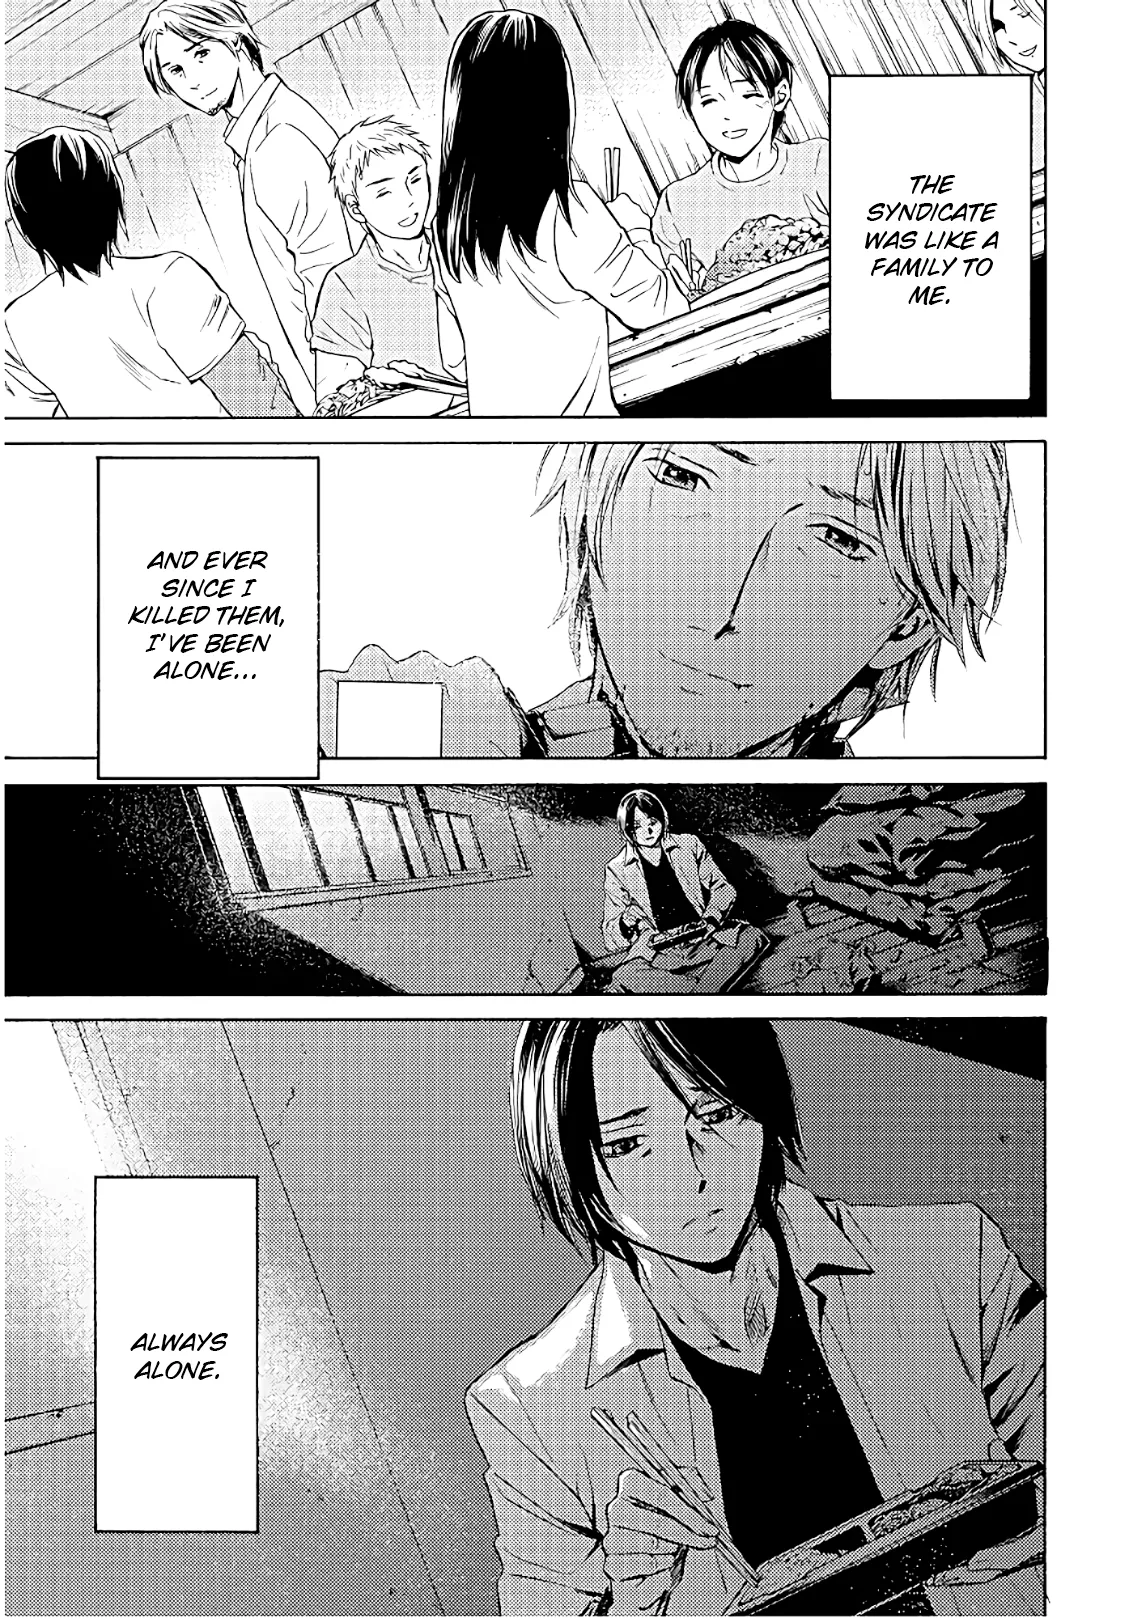 THE
SYNDICATE
WAS LIKE A
FAMILY TO
ME.
AND EVER
SINCE I
KILLED THEM,
I'VE BEEN
ALONE...
ALWAYS
ALONE.